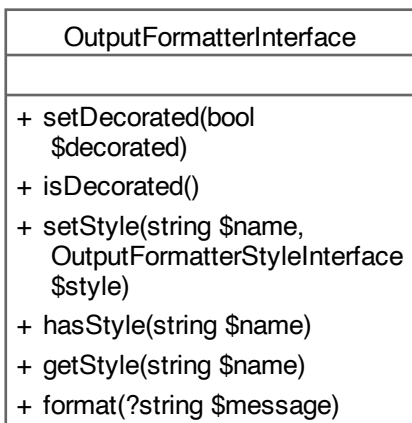 OutputFormatterInterface
+ setDecorated(bool
$decorated)
+ isDecorated()
+ setStyle(string $name,
OutputFormatterStyleInterface
$style)
+ hasStyle(string $name)
+ getStyle(string $name)
+ format(?string $message)